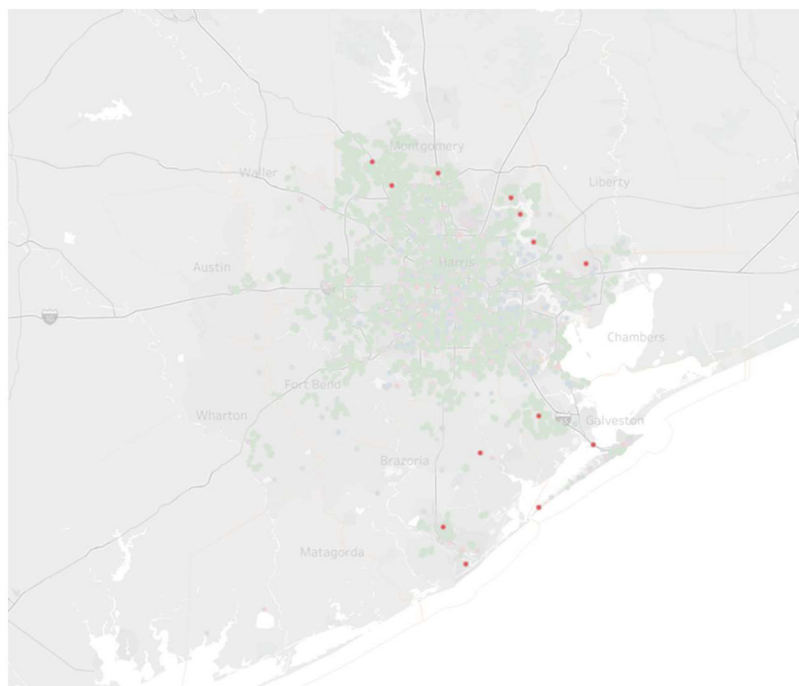 Montgomery
Waller
Liberty
Harris
Austin
Chambers
Fort Bend
Wharton
Galveston
Brazoria
Matagorda